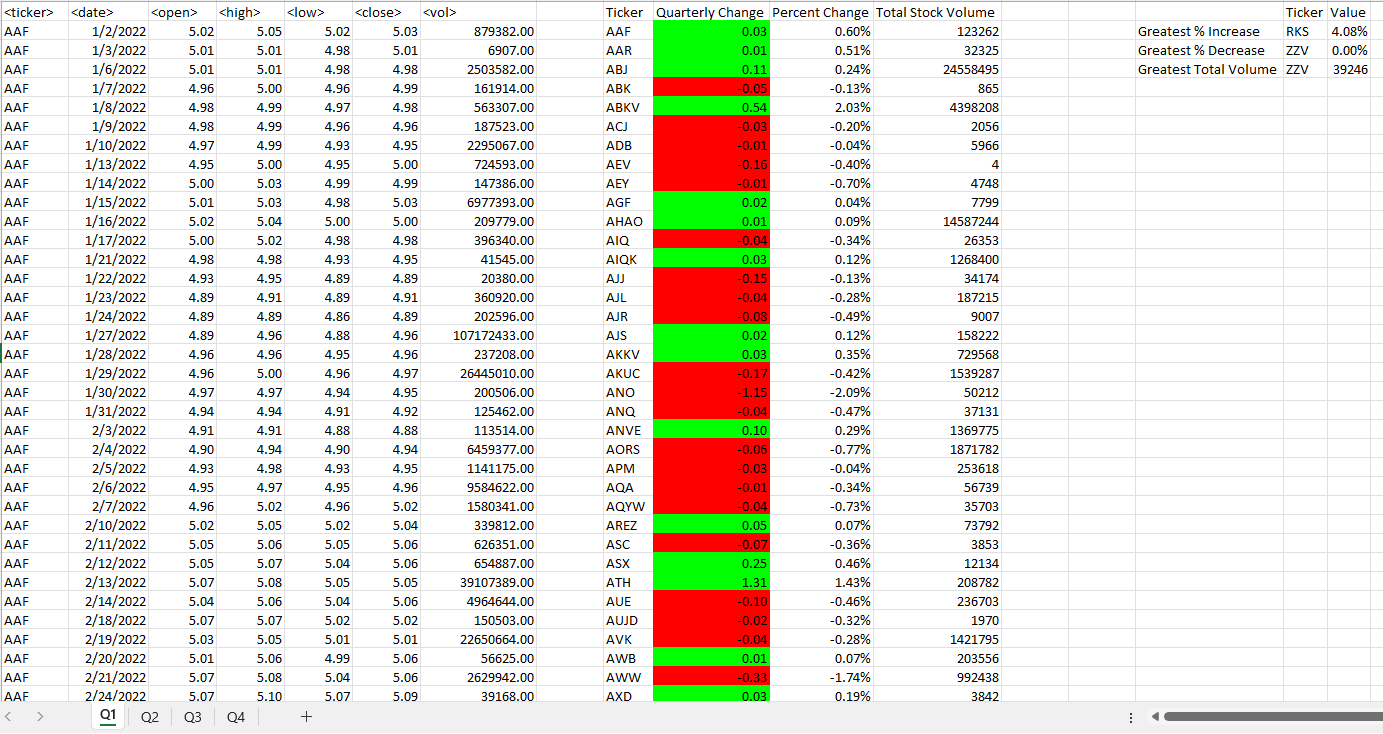 <ticker> <date> <open> <high> <low> <close> <vol> Ticker Quarterly Change Percent Change Total Stock Volume Ticker Value
AAF 1/2/2022 5.02 5.05 5.02 5.03 879382.00 AAF 0.03 0.60% 123262 Greatest % Increase RKS 4.08%
AAF 1/3/2022 5.01 5.01 4.98 5.01 6907.00 AAR 0.01 0.51% 32325 Greatest % Decrease ZZV 0.00%
AAF 1/6/2022 5.01 5.01 4.98 4.98 2503582.00 ABJ 0.11 0.24% 24558495 Greatest Total Volume ZZV 39246
AAF 1/7/2022 4.96 5.00 4.96 4.99 161914.00 ABK -0.05 -0.13% 865
AAF 1/8/2022 4.98 4.99 4.97 4.98 563307.00 ABKV 0.54 2.03% 4398208
AAF 1/9/2022 4.98 4.99 4.96 4.96 187523.00 ACJ -0.03 -0.20% 2056
AAF 1/10/2022 4.97 4.99 4.93 4.95 2295067.00 ADB -0.01 -0.04% 5966
AAF 1/13/2022 4.95 5.00 4.95 5.00 724593.00 AEV -0.16 -0.40% 4
AAF 1/14/2022 5.00 5.03 4.99 4.99 147386.00 AEY -0.01 -0.70% 4748
AAF 1/15/2022 5.01 5.03 4.98 5.03 6977393.00 AGF 0.02 0.04% 7799
AAF 1/16/2022 5.02 5.04 5.00 5.00 209779.00 AHAO 0.01 0.09% 14587244
AAF 1/17/2022 5.00 5.02 4.98 4.98 396340.00 AIQ -0.04 -0.34% 26353
AAF 1/21/2022 4.98 4.98 4.93 4.95 41545.00 AIQK 0.03 0.12% 1268400
AAF 1/22/2022 4.93 4.95 4.89 4.89 20380.00 AJJ -0.15 -0.13% 34174
AAF 1/23/2022 4.89 4.91 4.89 4.91 360920.00 AJL -0.04 -0.28% 187215
AAF 1/24/2022 4.89 4.89 4.86 4.89 202596.00 AJR -0.08 -0.49% 9007
AAF 1/27/2022 4.89 4.96 4.88 4.96 107172433.00 AJS 0.02 0.12% 158222
AAF 1/28/2022 4.96 4.96 4.95 4.96 237208.00 AKKV 0.03 0.35% 729568
AAF 1/29/2022 4.96 5.00 4.96 4.97 26445010.00 AKUC -0.17 -0.42% 1539287
AAF 1/30/2022 4.97 4.97 4.94 4.95 200506.00 ANO -1.15 -2.09% 50212
AAF 1/31/2022 4.94 4.94 4.91 4.92 125462.00 ANQ -0.04 -0.47% 37131
AAF 2/3/2022 4.91 4.91 4.88 4.88 113514.00 ANVE 0.10 0.29% 1369775
AAF 2/4/2022 4.90 4.94 4.90 4.94 6459377.00 AORS -0.06 -0.77% 1871782
AAF 2/5/2022 4.93 4.98 4.93 4.95 1141175.00 APM -0.03 -0.04% 253618
AAF 2/6/2022 4.95 4.97 4.95 4.96 9584622.00 AQA -0.01 -0.34% 56739
AAF 2/7/2022 4.96 5.02 4.96 5.02 1580341.00 AQYW -0.04 -0.73% 35703
AAF 2/10/2022 5.02 5.05 5.02 5.04 339812.00 AREZ 0.05 0.07% 73792
AAF 2/11/2022 5.05 5.06 5.05 5.06 626351.00 ASC -0.07 -0.36% 3853
AAF 2/12/2022 5.05 5.07 5.04 5.06 654887.00 ASX 0.25 0.46% 12134
AAF 2/13/2022 5.07 5.08 5.05 5.05 39107389.00 ATH 1.31 1.43% 208782
AAF 2/14/2022 5.04 5.06 5.04 5.06 4964644.00 AUE -0.10 -0.46% 236703
AAF 2/18/2022 5.07 5.07 5.02 5.02 150503.00 AUJD -0.02 -0.32% 1970
AAF 2/19/2022 5.03 5.05 5.01 5.01 22650664.00 AVK -0.04 -0.28% 1421795
AAF 2/20/2022 5.01 5.06 4.99 5.06 56625.00 AWB 0.01 0.07% 203556
AAF 2/21/2022 5.07 5.08 5.04 5.06 2629942.00 AWW -0.33 -1.74% 992438
AAF 2/24/2022 5.07 5.10 5.07 5.09 39168.00 AXD 0.03 0.19% 3842
Q1 Q2 Q3 Q4